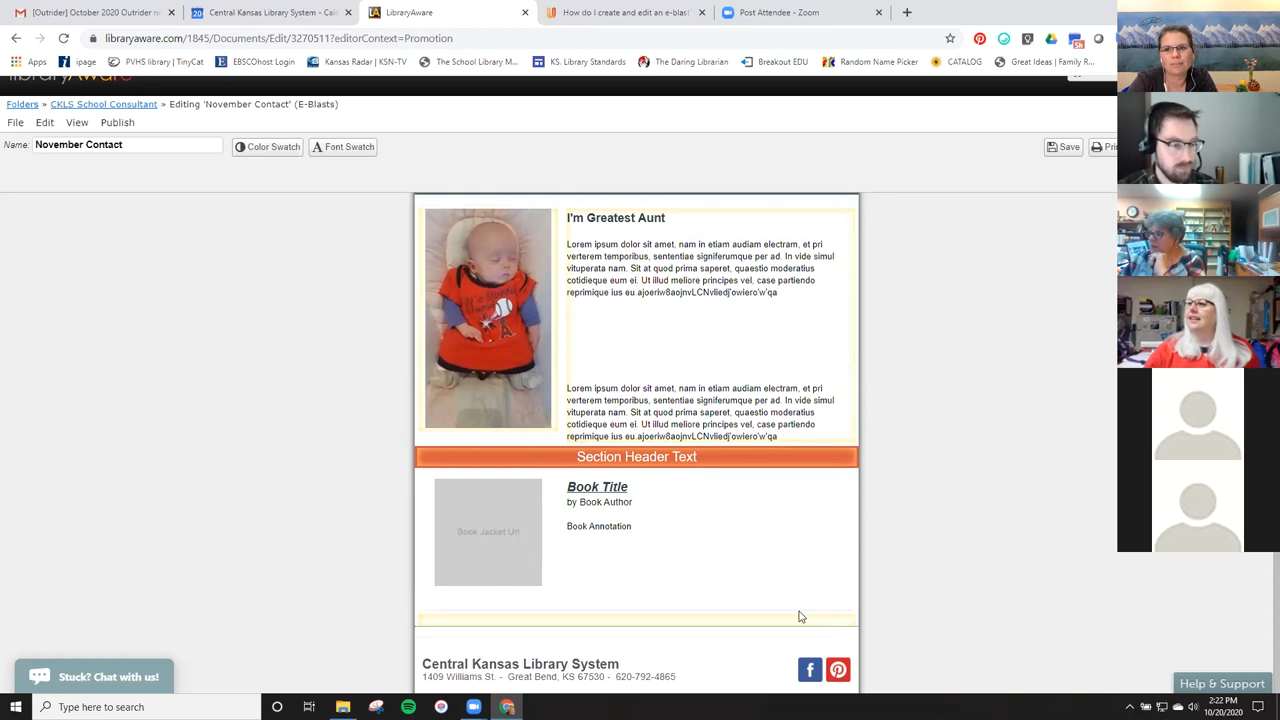 [Outrider] October 2020 Outrider n
Central Kansas Library System - Cale
LibraryAware
How do I create and edit an e-blast
Post Attendee - Zoom
libraryaware.com/1845/Documents/Edit/3270511?editorContext=Promotion
Apps
ipage
PVHS library | TinyCat
EBSCOhost Login
Kansas Radar | KSN-TV
The School Library M...
KS. Library Standards
The Daring Librarian
Breakout EDU
Random Name Picker
CATALOG
Great Ideas | Family R...
Folders » CKLS School Consultant » Editing 'November Contact' (E-Blasts)
File Edit View Publish
Name: November Contact
Color Swatch
Font Swatch
Save
Pri
I'm Greatest Aunt
Lorem ipsum dolor sit amet, nam in etiam audiam electram, et pri
verterem temporibus, sententiae signiferumque per ad. In vide simul
vituperata nam. Sit at quod prima saperet, quaestio moderatius
cotidieque eum ei. Ut illud meliore principes vel, case partiendo
reprimique ius eu.ajoeriw8aojnvLCNvliedj'owiero'w'qa
Lorem ipsum dolor sit amet, nam in etiam audiam electram, et pri
verterem temporibus, sententiae signiferumque per ad. In vide simul
vituperata nam. Sit at quod prima saperet, quaestio moderatius
cotidieque eum ei. Ut illud meliore principes vel, case partiendo
reprimique ius eu.ajoeriw8aojnvLCNvliedj'owiero'w'qa
Section Header Text
Book Jacket Url
Book Title
by Book Author
Book Annotation
Central Kansas Library System
1409 Williams St. - Great Bend, KS 67530 - 620-792-4865
Stuck? Chat with us!
Help & Support
Type here to search
2:22 PM
10/20/2020